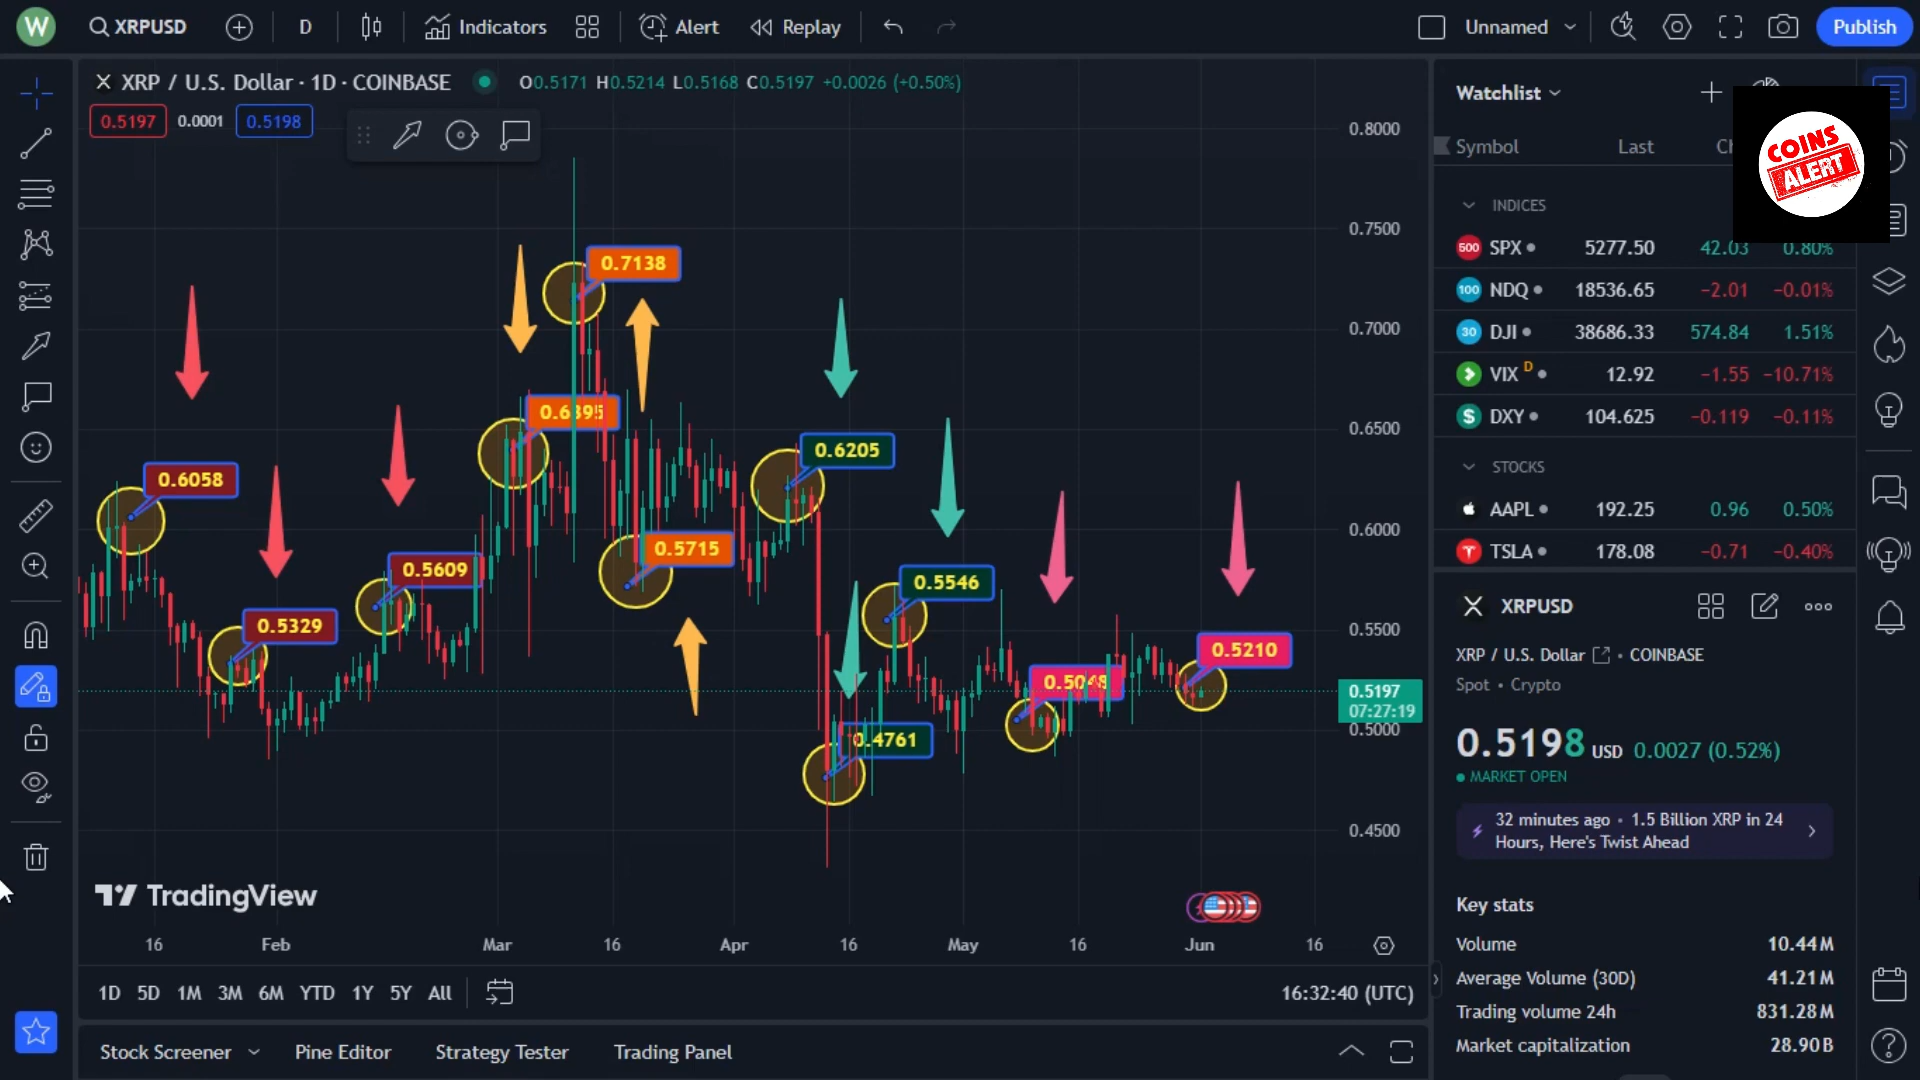 W
XRPUSD
D
Indicators
Alert
Replay
Unnamed
Publish
XRP / U.S. Dollar · 1D · COINBASE
O0.5171 H0.5214 L0.5168 C0.5197 +0.0026 (+0.50%)
0.5197 0.0001 0.5198
0.8000
0.7500
0.7000
0.6500
0.6000
0.5500
0.5197
07:27:19
0.5000
0.4500
0.7138
0.6395
0.6205
0.6058
0.5715
0.5546
0.5609
0.5329
0.5210
0.5048
0.4761
TradingView
16 Feb Mar 16 Apr 16 May 16 Jun 16
1D 5D 1M 3M 6M YTD 1Y 5Y All
16:32:40 (UTC)
Stock Screener
Pine Editor
Strategy Tester
Trading Panel
Watchlist
COINS
ALERT
Symbol Last
INDICES
500 SPX 5277.50 42.03 0.80%
100 NDQ 18536.65 −2.01 −0.01%
30 DJI 38686.33 574.84 1.51%
VIX D 12.92 −1.55 −10.71%
$ DXY 104.625 −0.119 −0.11%
STOCKS
AAPL 192.25 0.96 0.50%
TSLA 178.08 −0.71 −0.40%
XRPUSD
XRP / U.S. Dollar • COINBASE
Spot • Crypto
0.5198 USD 0.0027 (0.52%)
MARKET OPEN
32 minutes ago • 1.5 Billion XRP in 24
Hours, Here's Twist Ahead
Key stats
Volume 10.44M
Average Volume (30D) 41.21M
Trading volume 24h 831.28M
Market capitalization 28.90B